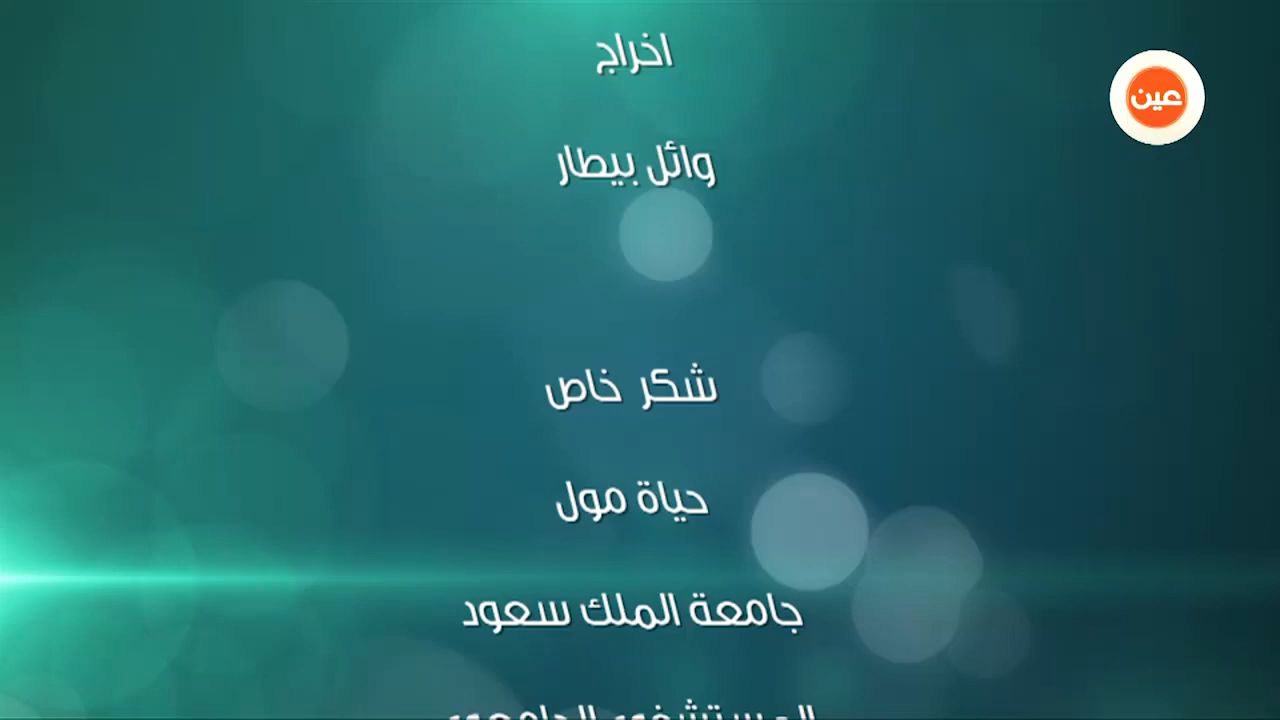 اخراج
عين
وائل بيطار
شكر خاص
حياة مول
جامعة الملك سعود